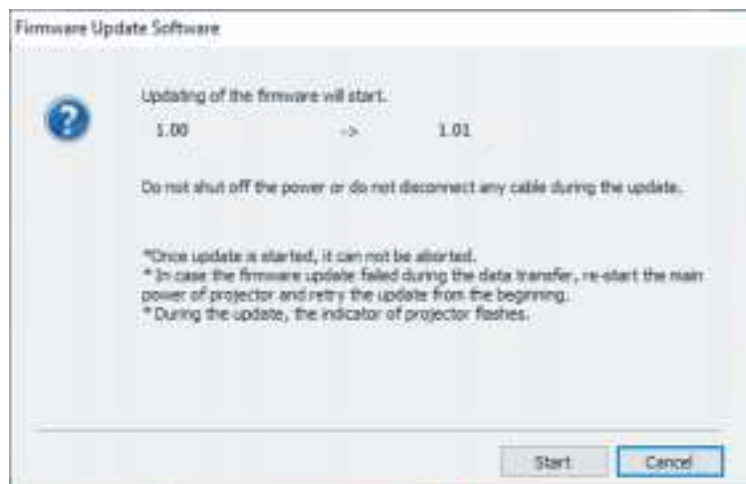 Firmware Update Software
Updating of the firmware will start.
1.00 -> 1.01
Do not shut off the power or do not disconnect any cable during the update.
*Once update is started, it can not be aborted.
* In case the firmware update failed during the data transfer, re-start the main
power of projector and retry the update from the beginning.
* During the update, the indicator of projector flashes.
Start Cancel